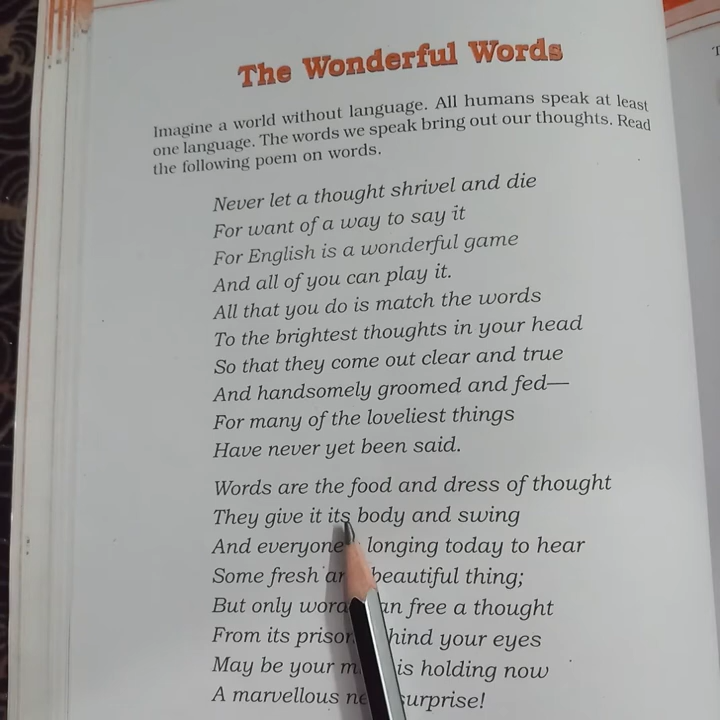 The Wonderful Words
Imagine a world without language. All humans speak at least
one language. The words we speak bring out our thoughts. Read
the following poem on words.
Never let a thought shrivel and die
For want of a way to say it
For English is a wonderful game
And all of you can play it.
All that you do is match the words
To the brightest thoughts in your head
So that they come out clear and true
And handsomely groomed and fed—
For many of the loveliest things
Have never yet been said.
Words are the food and dress of thought
They give it its body and swing
And everyone longing today to hear
Some fresh beautiful thing;
But only free a thought
From its your eyes
May be your is holding now
A marvellous surprise!